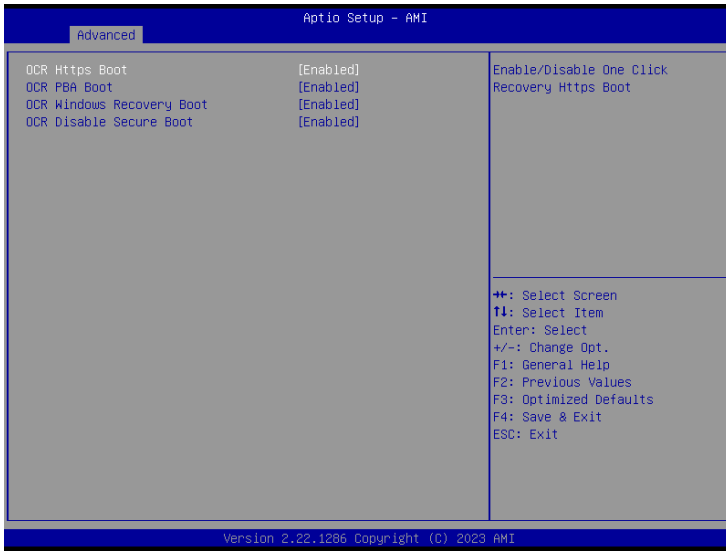 Aptio Setup - AMI
Advanced
OCR Https Boot [Enabled]
OCR PBA Boot [Enabled]
OCR Windows Recovery Boot [Enabled]
OCR Disable Secure Boot [Enabled]
Enable/Disable One Click
Recovery Https Boot
→←: Select Screen
↑↓: Select Item
Enter: Select
+/-: Change Opt.
F1: General Help
F2: Previous Values
F3: Optimized Defaults
F4: Save & Exit
ESC: Exit
Version 2.22.1286 Copyright (C) 2023 AMI